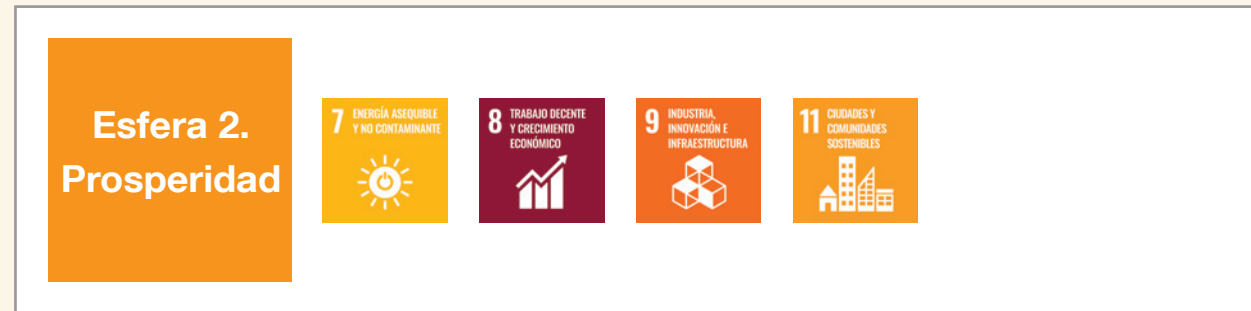 Esfera 2.
Prosperidad
7 ENERGÍA ASEQUIBLE
Y NO CONTAMINANTE
8 TRABAJO DECENTE
Y CRECIMIENTO
ECONÓMICO
9 INDUSTRIA,
INNOVACIÓN E
INFRAESTRUCTURA
11 CIUDADES Y
COMUNIDADES
SOSTENIBLES